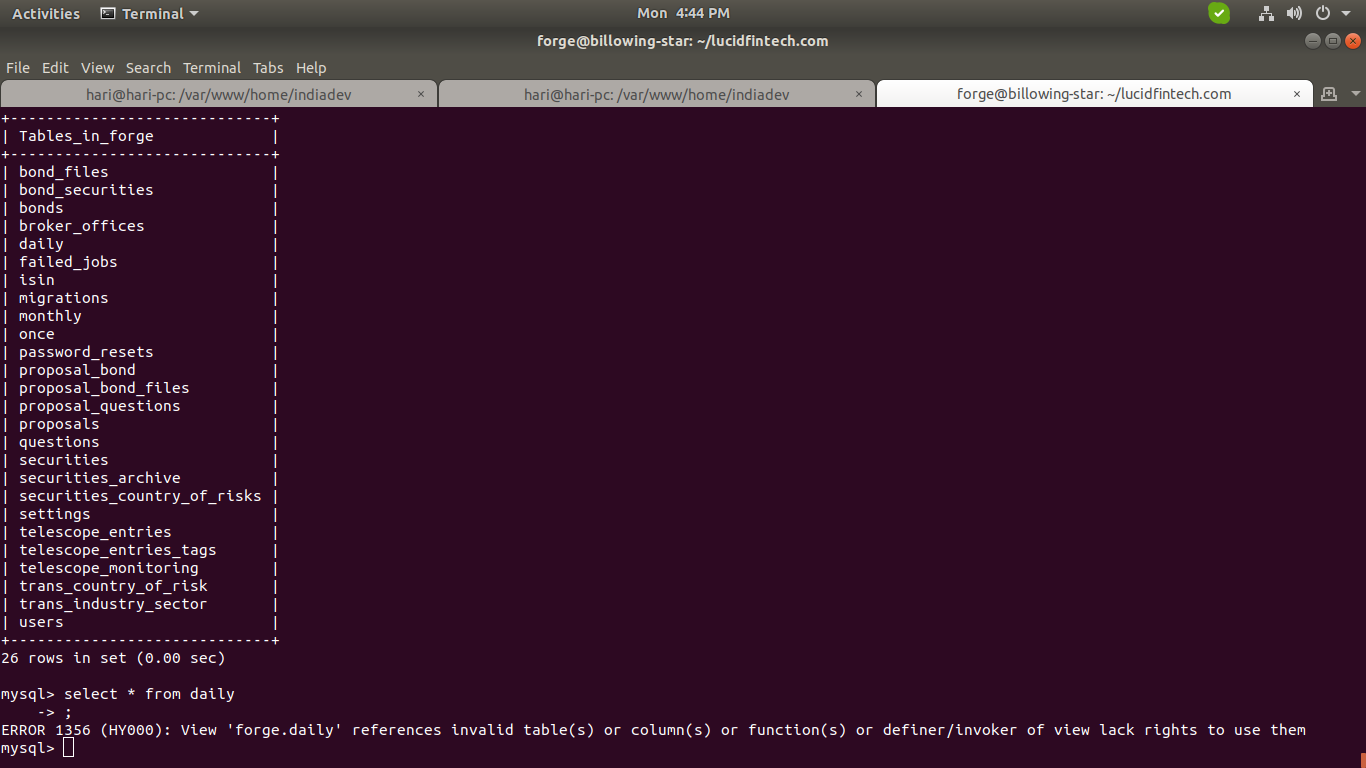 Activities Terminal Mon 4:44 PM
forge@billowing-star: ~/lucidfintech.com
File Edit View Search Terminal Tabs Help
hari@hari-pc: /var/www/home/indiadev × hari@hari-pc: /var/www/home/indiadev × forge@billowing-star: ~/lucidfintech.com ×
+-----------------------------+
| Tables_in_forge             |
+-----------------------------+
| bond_files                  |
| bond_securities             |
| bonds                       |
| broker_offices              |
| daily                       |
| failed_jobs                 |
| isin                        |
| migrations                  |
| monthly                     |
| once                        |
| password_resets             |
| proposal_bond               |
| proposal_bond_files         |
| proposal_questions          |
| proposals                   |
| questions                   |
| securities                  |
| securities_archive          |
| securities_country_of_risks |
| settings                    |
| telescope_entries           |
| telescope_entries_tags      |
| telescope_monitoring        |
| trans_country_of_risk       |
| trans_industry_sector       |
| users                       |
+-----------------------------+
26 rows in set (0.00 sec)
mysql> select * from daily
    -> ;
ERROR 1356 (HY000): View 'forge.daily' references invalid table(s) or column(s) or function(s) or definer/invoker of view lack rights to use them
mysql>